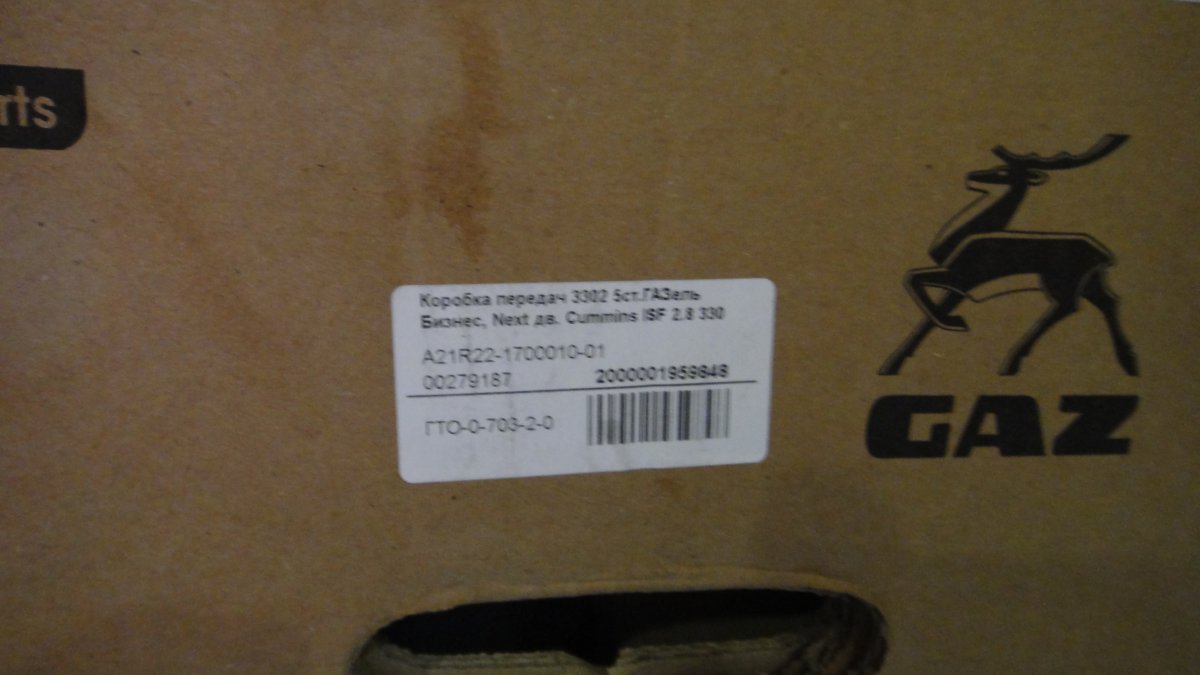 rts
Коробка передач 3302 5ст.ГАЗель
Бизнес, Next дв. Cummins ISF 2.8 330
A21R22-1700010-01
00279187
2000001959848
ГТО-0-703-2-0
GAZ